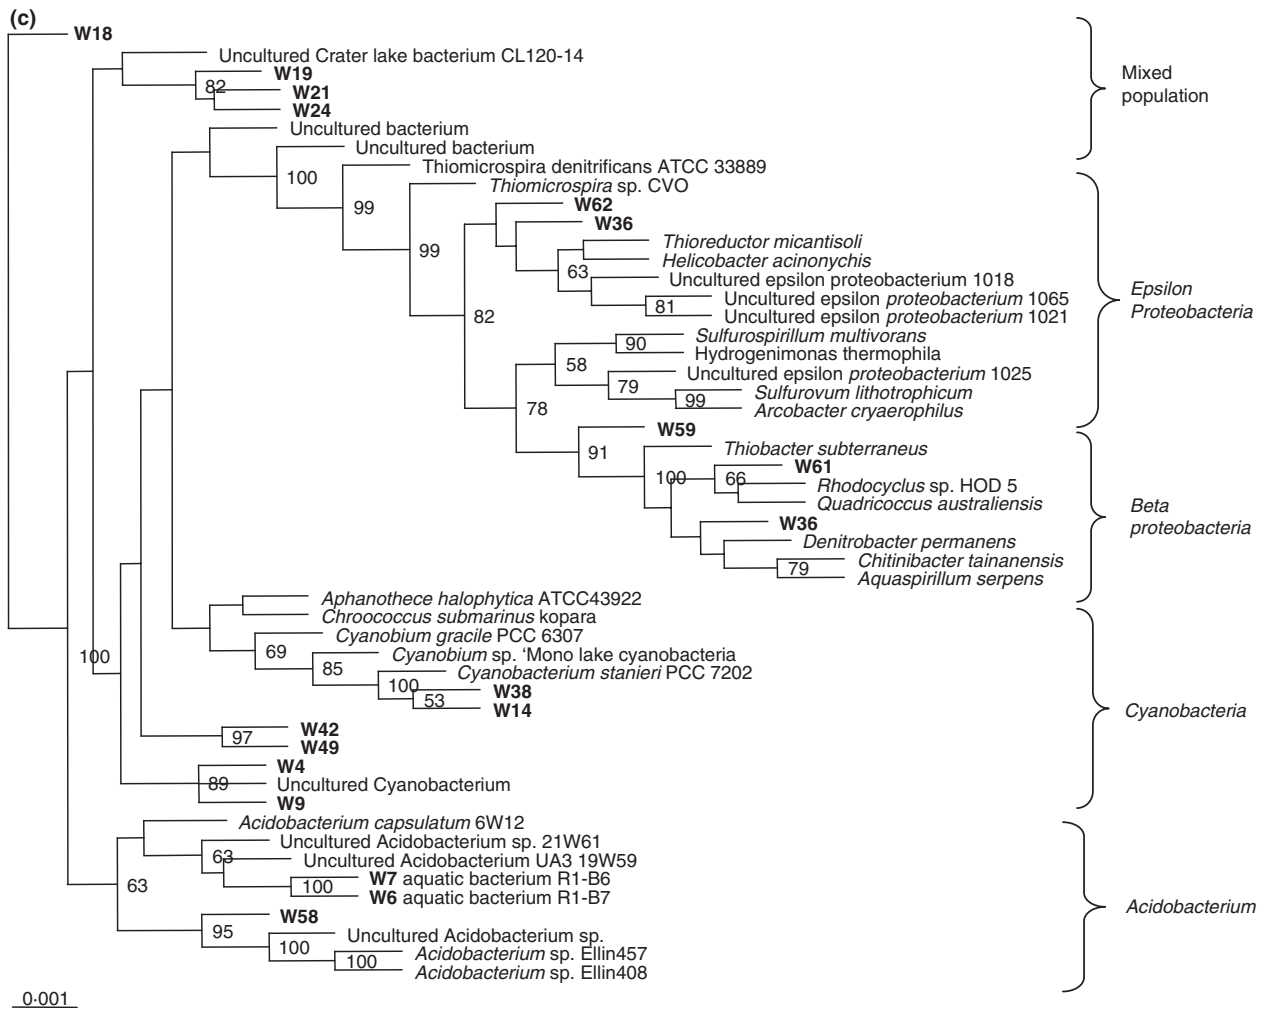 (c)
W18
Uncultured Crater lake bacterium CL120-14
W19
82
W21
W24
Mixed
population
Uncultured bacterium
Uncultured bacterium
100
Thiomicrospira denitrificans ATCC 33889
99
Thiomicrospira sp. CVO
99
W62
W36
Thioreductor micantisoli
Helicobacter acinonychis
63
Uncultured epsilon proteobacterium 1018
Uncultured epsilon proteobacterium 1065
81
Uncultured epsilon proteobacterium 1021
82
Epsilon
Proteobacteria
Sulfurospirillum multivorans
90
Hydrogenimonas thermophila
58
Uncultured epsilon proteobacterium 1025
79
Sulfurovum lithotrophicum
99
Arcobacter cryaerophilus
78
W59
91
Thiobacter subterraneus
W61
100
66
Rhodocyclus sp. HOD 5
Quadricoccus australiensis
W36
Denitrobacter permanens
Chitinibacter tainanensis
79
Aquaspirillum serpens
Beta
proteobacteria
Aphanothece halophytica ATCC43922
Chroococcus submarinus kopara
Cyanobium gracile PCC 6307
69
Cyanobium sp. ‘Mono lake cyanobacteria
85
Cyanobacterium stanieri PCC 7202
100
W38
53
W14
100
W42
97
W49
W4
89
Uncultured Cyanobacterium
W9
Cyanobacteria
Acidobacterium capsulatum 6W12
Uncultured Acidobacterium sp. 21W61
63
Uncultured Acidobacterium UA3 19W59
W7 aquatic bacterium R1-B6
100
W6 aquatic bacterium R1-B7
63
W58
95
Uncultured Acidobacterium sp.
100
Acidobacterium sp. Ellin457
100
Acidobacterium sp. Ellin408
Acidobacterium
0·001